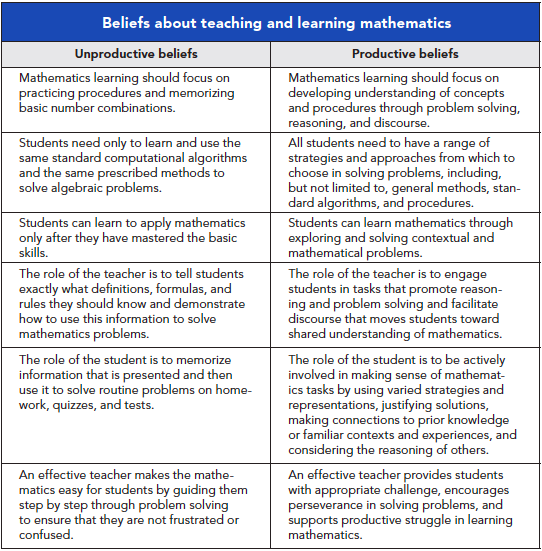 Beliefs about teaching and learning mathematics
Unproductive beliefs
Productive beliefs
Mathematics learning should focus on
practicing procedures and memorizing
basic number combinations.
Mathematics learning should focus on
developing understanding of concepts
and procedures through problem solving,
reasoning, and discourse.
Students need only to learn and use the
same standard computational algorithms
and the same prescribed methods to
solve algebraic problems.
All students need to have a range of
strategies and approaches from which to
choose in solving problems, including,
but not limited to, general methods, stan-
dard algorithms, and procedures.
Students can learn to apply mathematics
only after they have mastered the basic
skills.
Students can learn mathematics through
exploring and solving contextual and
mathematical problems.
The role of the teacher is to tell students
exactly what definitions, formulas, and
rules they should know and demonstrate
how to use this information to solve
mathematics problems.
The role of the teacher is to engage
students in tasks that promote reason-
ing and problem solving and facilitate
discourse that moves students toward
shared understanding of mathematics.
The role of the student is to memorize
information that is presented and then
use it to solve routine problems on home-
work, quizzes, and tests.
The role of the student is to be actively
involved in making sense of mathemat-
ics tasks by using varied strategies and
representations, justifying solutions,
making connections to prior knowledge
or familiar contexts and experiences, and
considering the reasoning of others.
An effective teacher makes the mathe-
matics easy for students by guiding them
step by step through problem solving
to ensure that they are not frustrated or
confused.
An effective teacher provides students
with appropriate challenge, encourages
perseverance in solving problems, and
supports productive struggle in learning
mathematics.